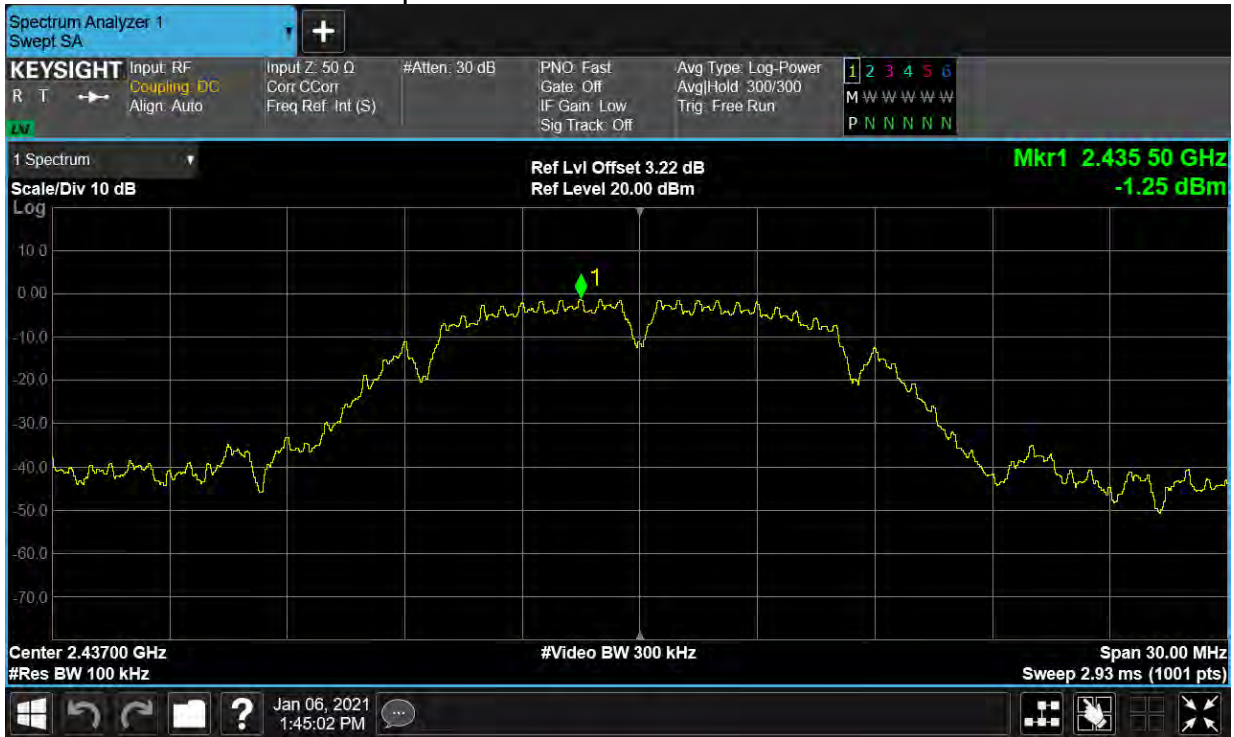 Spectrum Analyzer 1
Swept SA
KEYSIGHT
R T
LXI
Input: RF
Coupling: DC
Align: Auto
Input Z: 50 Ω
Corr CCorr
Freq Ref: Int (S)
#Atten: 30 dB
PNO: Fast
Gate: Off
IF Gain: Low
Sig Track: Off
Avg Type: Log-Power
Avg|Hold: 300/300
Trig: Free Run
1 2 3 4 5 6
M W W W W W
P N N N N N N
1 Spectrum
Scale/Div 10 dB
Log
Ref Lvl Offset 3.22 dB
Ref Level 20.00 dBm
Mkr1 2.435 50 GHz
-1.25 dBm
10.0
0.00
-10.0
-20.0
-30.0
-40.0
-50.0
-60.0
-70.0
1
Center 2.43700 GHz
#Res BW 100 kHz
#Video BW 300 kHz
Span 30.00 MHz
Sweep 2.93 ms (1001 pts)
?
Jan 06, 2021
1:45:02 PM